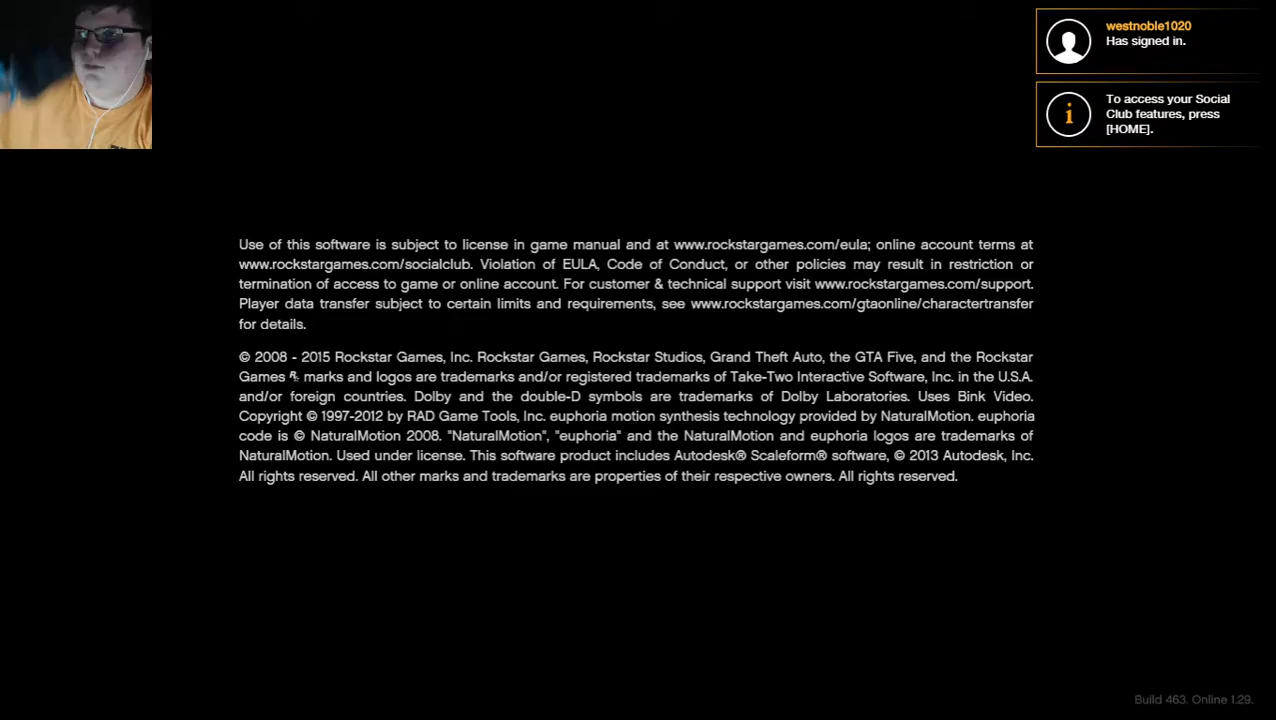 westnoble1020
Has signed in.
i
To access your Social
Club features, press
[HOME].
Use of this software is subject to license in game manual and at www.rockstargames.com/eula; online account terms at
www.rockstargames.com/socialclub. Violation of EULA, Code of Conduct, or other policies may result in restriction or
termination of access to game or online account. For customer & technical support visit www.rockstargames.com/support.
Player data transfer subject to certain limits and requirements, see www.rockstargames.com/gtaonline/charactertransfer
for details.
© 2008 - 2015 Rockstar Games, Inc. Rockstar Games, Rockstar Studios, Grand Theft Auto, the GTA Five, and the Rockstar
Games R* marks and logos are trademarks and/or registered trademarks of Take-Two Interactive Software, Inc. in the U.S.A.
and/or foreign countries. Dolby and the double-D symbols are trademarks of Dolby Laboratories. Uses Bink Video.
Copyright © 1997-2012 by RAD Game Tools, Inc. euphoria motion synthesis technology provided by NaturalMotion. euphoria
code is © NaturalMotion 2008. "NaturalMotion", "euphoria" and the NaturalMotion and euphoria logos are trademarks of
NaturalMotion. Used under license. This software product includes Autodesk® Scaleform® software, © 2013 Autodesk, Inc.
All rights reserved. All other marks and trademarks are properties of their respective owners. All rights reserved.
Build 463. Online 1.29.